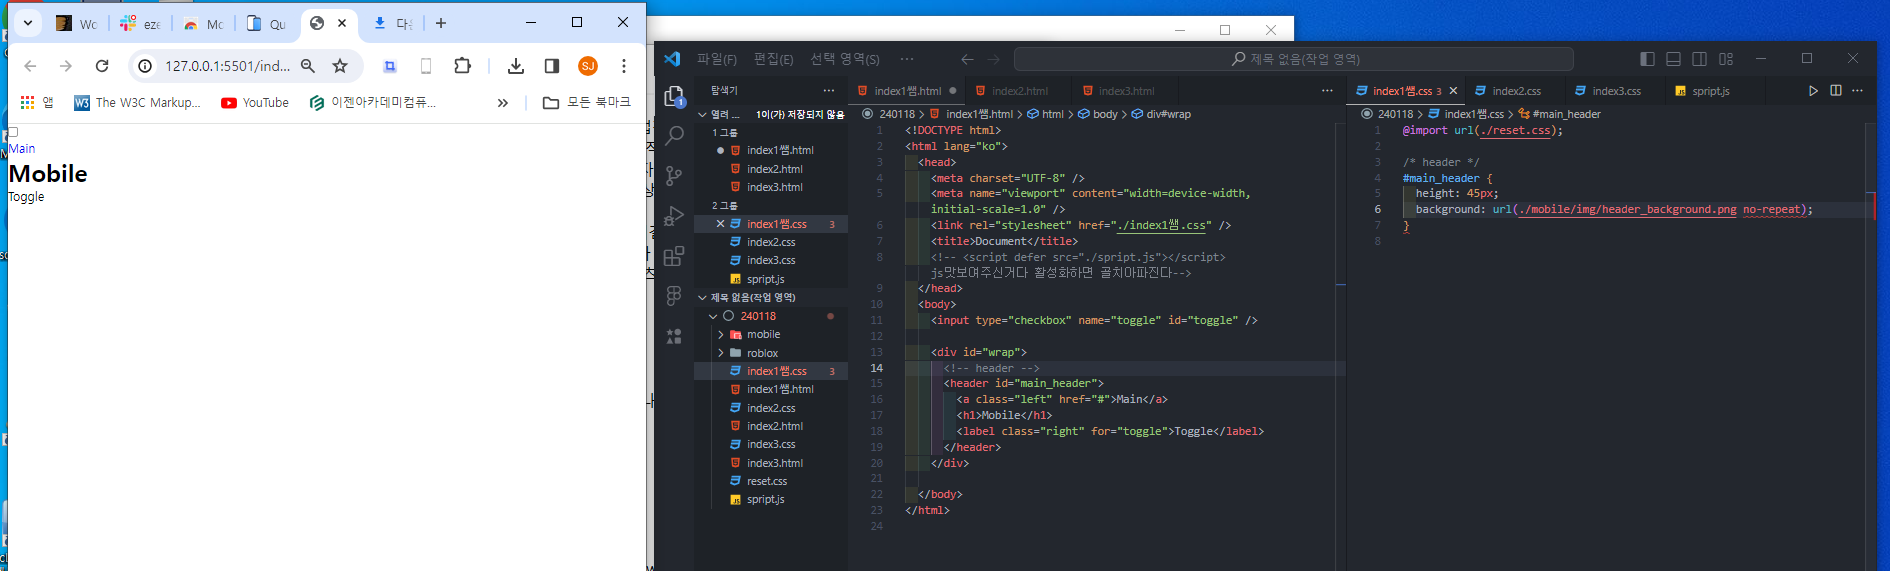 Wo
eze
Mo
Qu
다운
127.0.0.1:5501/ind...
SJ
앱
The W3C Markup...
YouTube
이젠아카데미컴퓨...
»
모든 북마크
Main
Mobile
Toggle
파일(F) 편집(E) 선택 영역(S) ···
제목 없음(작업 영역)
1
탐색기
열려 ... 1이(가) 저장되지 않음
1 그룹
index1쌤.html
index2.html
index3.html
2 그룹
index1쌤.css 3
index2.css
index3.css
spript.js
제목 없음(작업 영역)
240118
mobile
roblox
index1쌤.css 3
index1쌤.html
index2.css
index2.html
index3.css
index3.html
reset.css
spript.js
index1쌤.html
index2.html
index3.html
240118 > index1쌤.html > html > body > div#wrap
1 <!DOCTYPE html>
2 <html lang="ko">
3 <head>
4 <meta charset="UTF-8" />
5 <meta name="viewport" content="width=device-width,
initial-scale=1.0" />
6 <link rel="stylesheet" href="./index1쌤.css" />
7 <title>Document</title>
8 <!-- <script defer src="./spript.js"></script>
js맛보여주신거다 활성화하면 골치아파진다-->
9 </head>
10 <body>
11 <input type="checkbox" name="toggle" id="toggle" />
12
13 <div id="wrap">
14 <!-- header -->
15 <header id="main_header">
16 <a class="left" href="#">Main</a>
17 <h1>Mobile</h1>
18 <label class="right" for="toggle">Toggle</label>
19 </header>
20 </div>
21
22 </body>
23 </html>
24
index1쌤.css 3
index2.css
index3.css
spript.js
240118 > index1쌤.css > #main_header
1 @import url(./reset.css);
2
3 /* header */
4 #main_header {
5 height: 45px;
6 background: url(./mobile/img/header_background.png no-repeat);
7 }
8